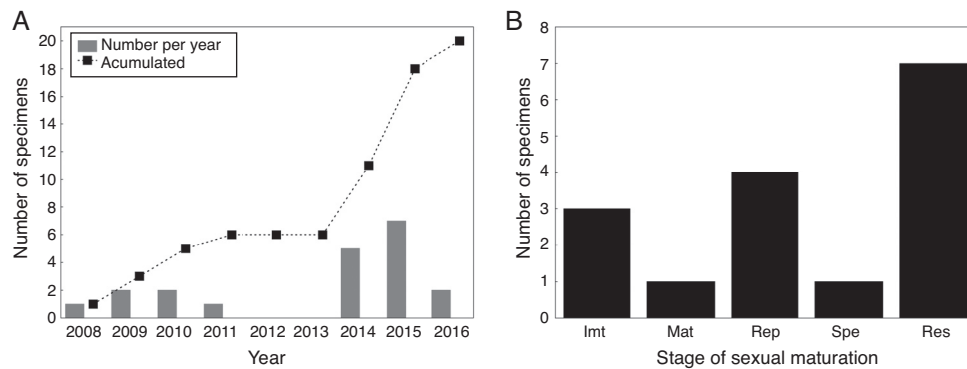 A
Number of specimens
20
18
16
14
12
10
8
6
4
2
0
Number per year
Acumulated
2008 2009 2010 2011 2012 2013 2014 2015 2016
Year
B
Number of specimens
8
7
6
5
4
3
2
1
0
Imt Mat Rep Spe Res
Stage of sexual maturation